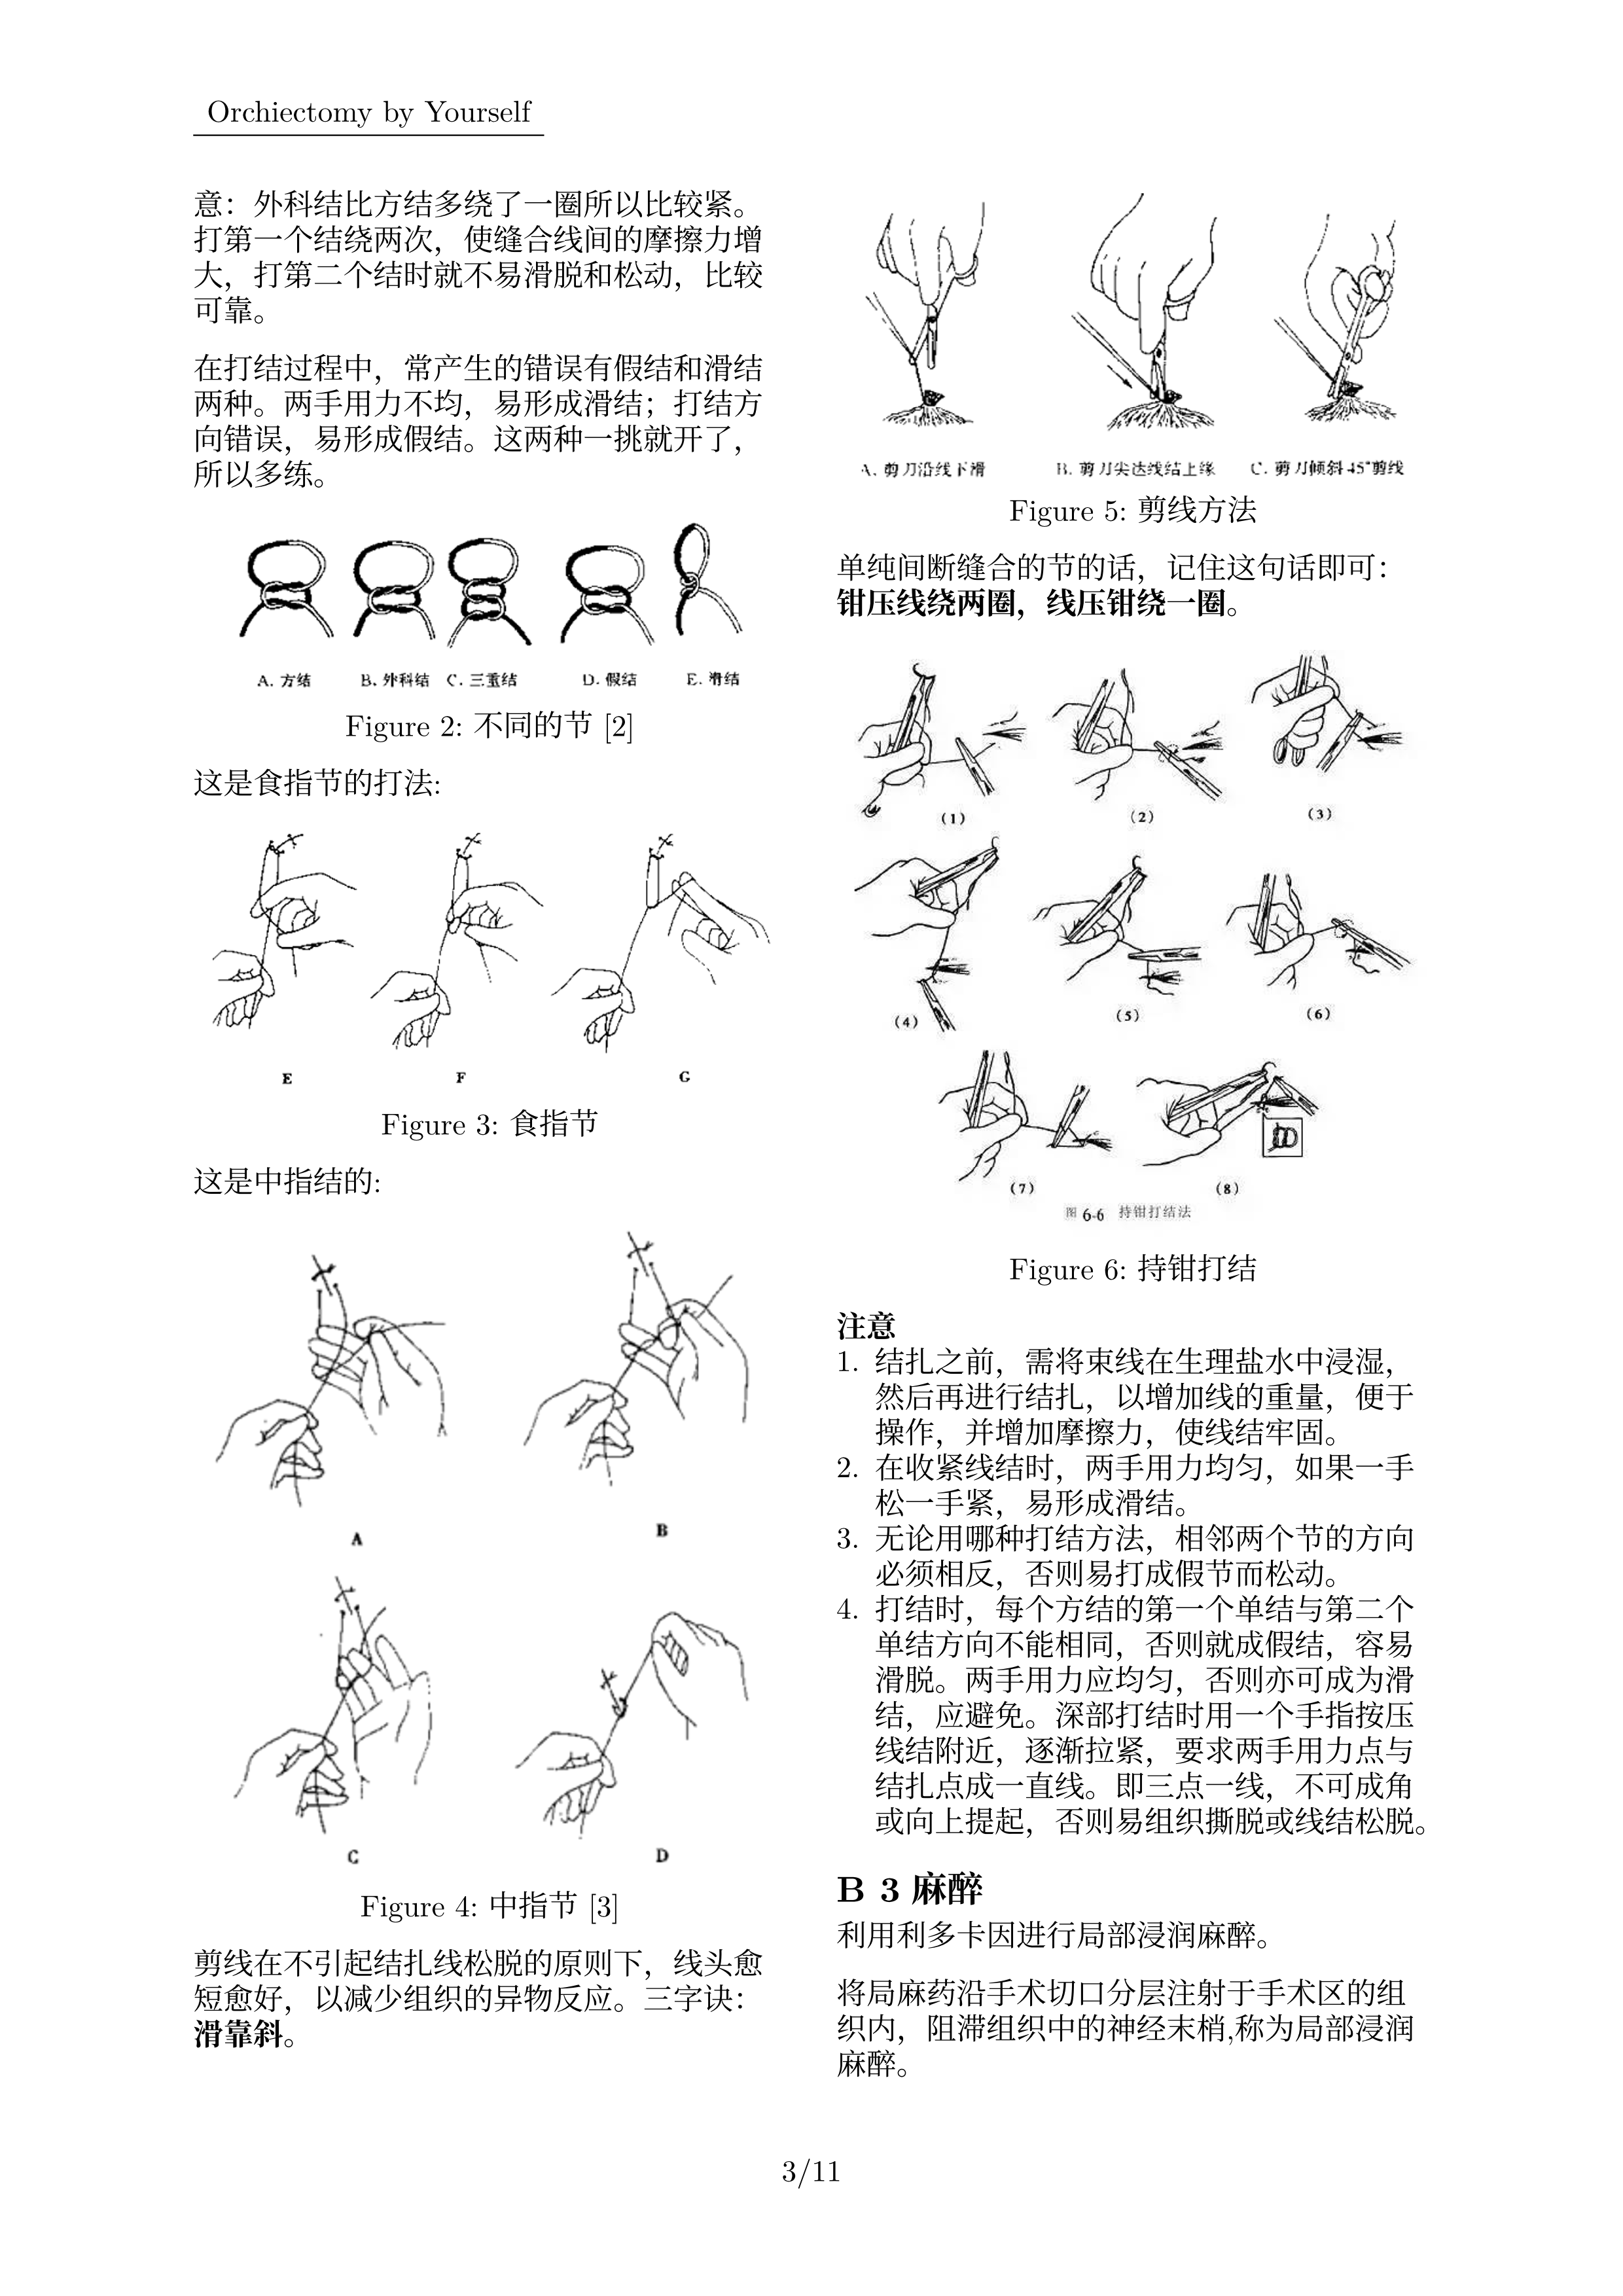 Orchiectomy by Yourself
意：外科结比方结多绕了一圈所以比较紧。
打第一个结绕两次，使缝合线间的摩擦力增
大，打第二个结时就不易滑脱和松动，比较
可靠。
在打结过程中，常产生的错误有假结和滑结
两种。两手用力不均，易形成滑结；打结方
向错误，易形成假结。这两种一挑就开了，
所以多练。
A. 方结 B. 外科结 C. 三重结 D. 假结 E. 滑结
Figure 2: 不同的节 [2]
这是食指节的打法:
E F G
Figure 3: 食指节
这是中指结的:
A B
C D
Figure 4: 中指节 [3]
剪线在不引起结扎线松脱的原则下，线头愈
短愈好，以减少组织的异物反应。三字诀：
滑靠斜。
A. 剪刀沿线下滑 B. 剪刀尖达线结上缘 C. 剪刀倾斜45°剪线
Figure 5: 剪线方法
单纯间断缝合的节的话，记住这句话即可：
钳压线绕两圈，线压钳绕一圈。
(1) (2) (3)
(4) (5) (6)
(7) (8)
图 6-6 持钳打结法
Figure 6: 持钳打结
注意
1. 结扎之前，需将束线在生理盐水中浸湿，
然后再进行结扎，以增加线的重量，便于
操作，并增加摩擦力，使线结牢固。
2. 在收紧线结时，两手用力均匀，如果一手
松一手紧，易形成滑结。
3. 无论用哪种打结方法，相邻两个节的方向
必须相反，否则易打成假节而松动。
4. 打结时，每个方结的第一个单结与第二个
单结方向不能相同，否则就成假结，容易
滑脱。两手用力应均匀，否则亦可成为滑
结，应避免。深部打结时用一个手指按压
线结附近，逐渐拉紧，要求两手用力点与
结扎点成一直线。即三点一线，不可成角
或向上提起，否则易组织撕脱或线结松脱。
B 3 麻醉
利用利多卡因进行局部浸润麻醉。
将局麻药沿手术切口分层注射于手术区的组
织内，阻滞组织中的神经末梢,称为局部浸润
麻醉。
3/11